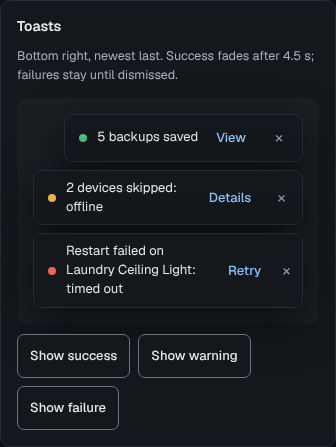 Toasts
Bottom right, newest last. Success fades after 4.5 s;
failures stay until dismissed.
5 backups saved View ×
2 devices skipped:
offline Details ×
Restart failed on
Laundry Ceiling Light: Retry ×
timed out
Show success Show warning
Show failure